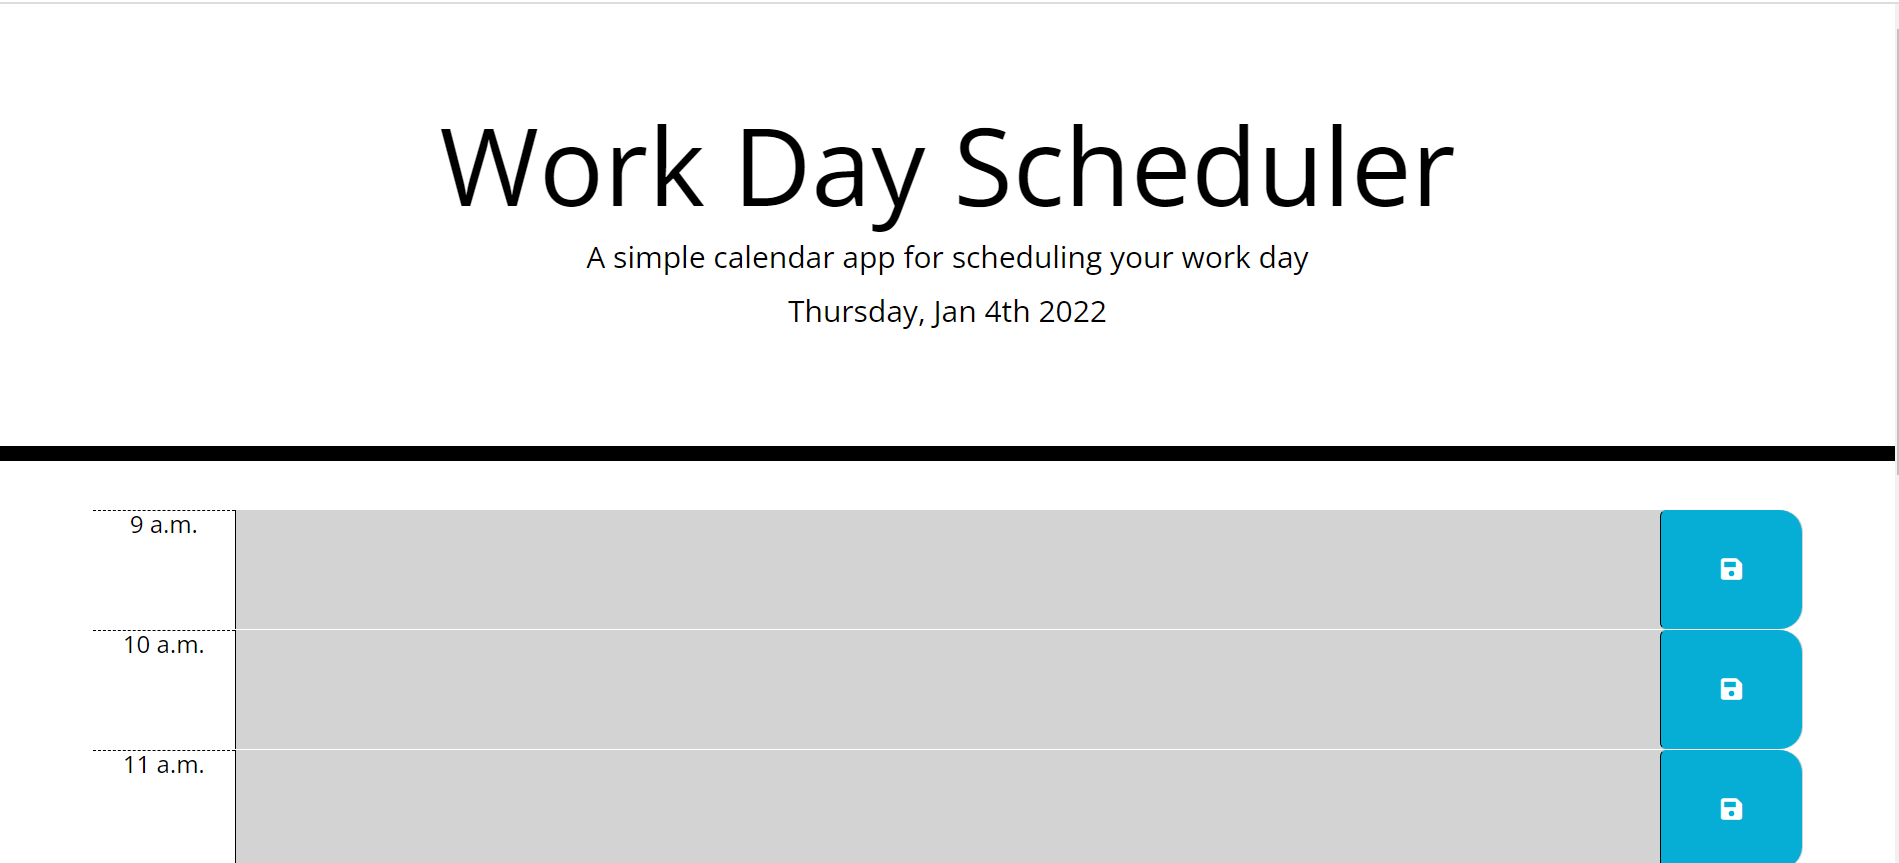 Work Day Scheduler
A simple calendar app for scheduling your work day
Thursday, Jan 4th 2022
9 a.m.
10 a.m.
11 a.m.